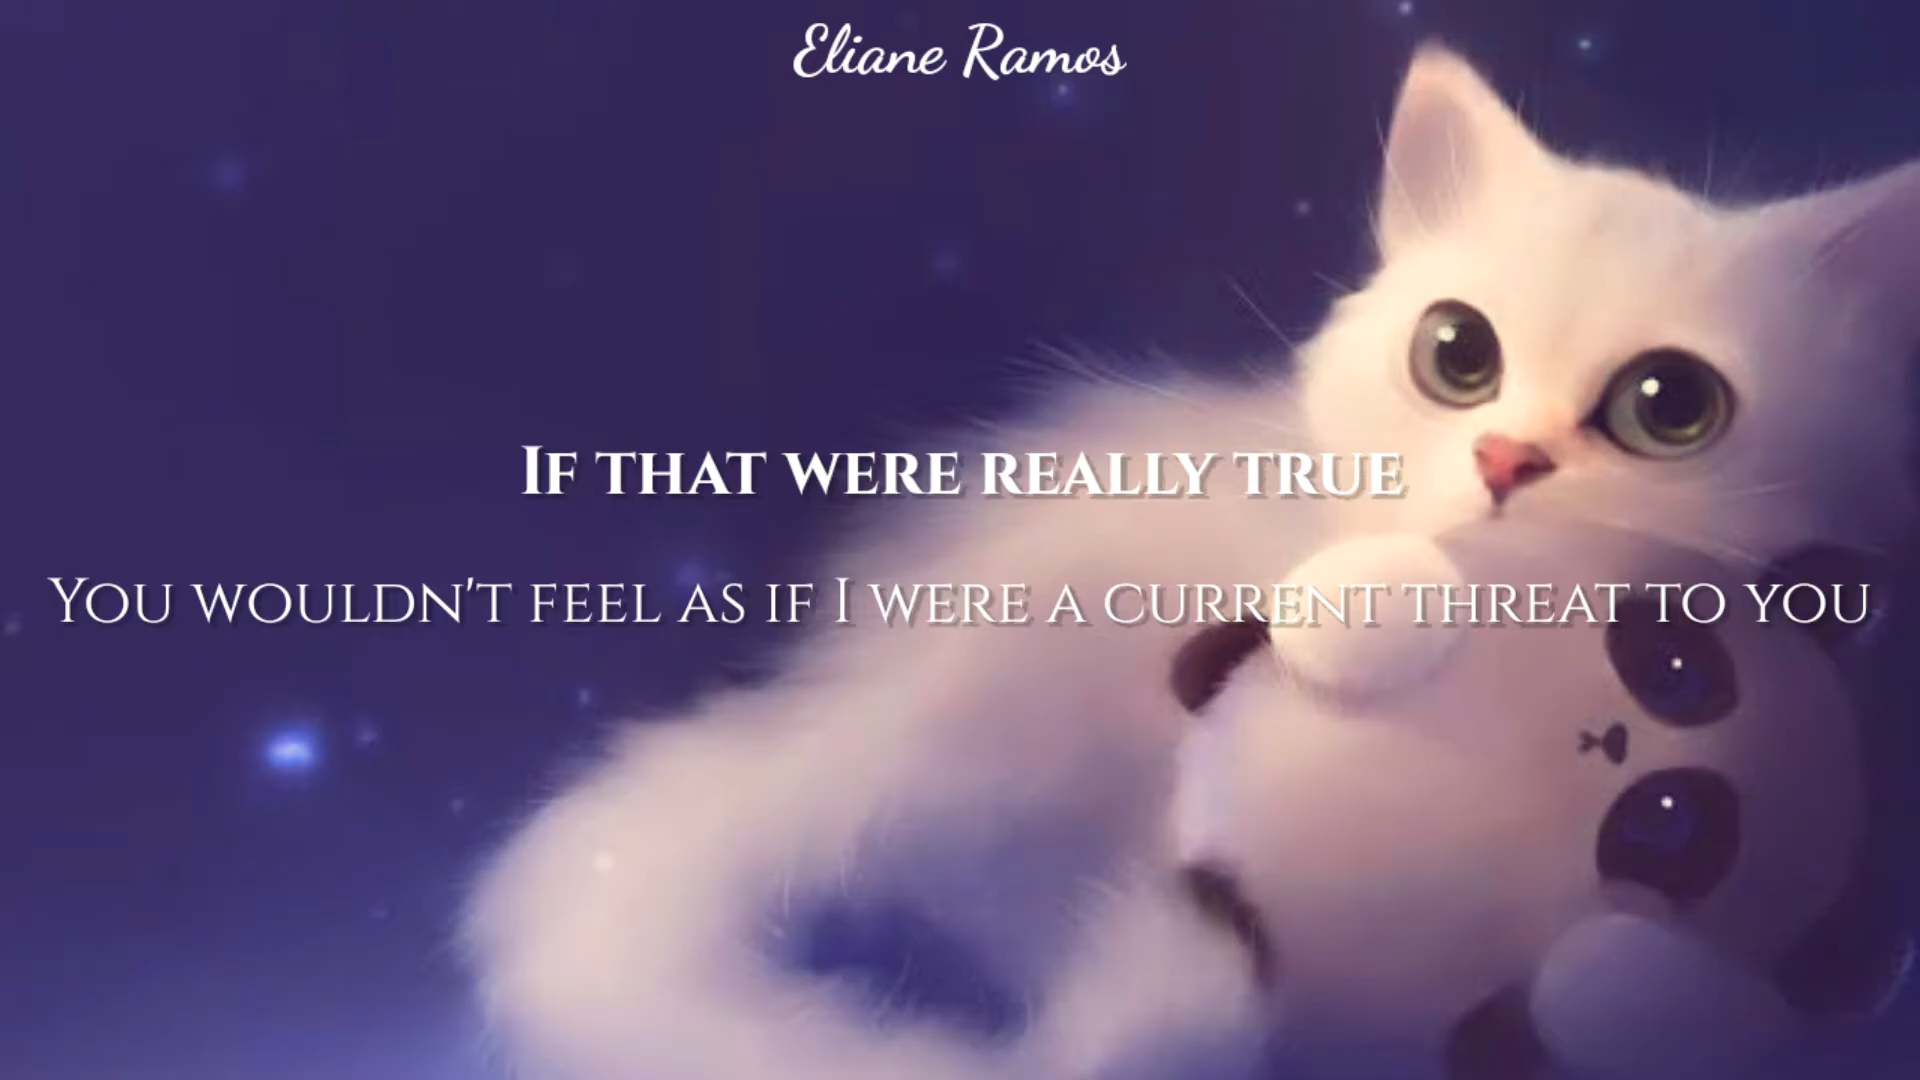 Eliane Ramos
If that were really true
You wouldn't feel as if I were a current threat to you